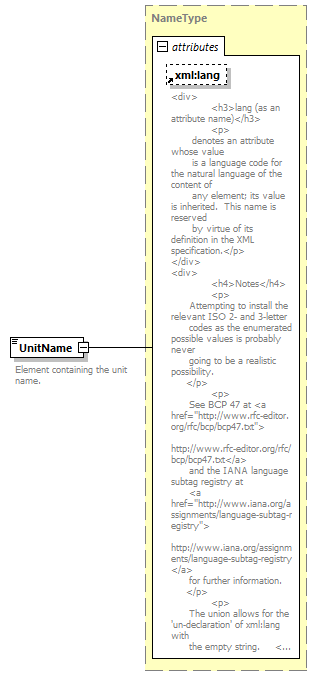 NameType
attributes
xml:lang
<div>
<h3>lang (as an
attribute name)</h3>
<p>
denotes an attribute
whose value
is a language code for
the natural language of the
content of
any element; its value
is inherited.  This name is
reserved
by virtue of its
definition in the XML
specification.</p>
</div>
<div>
<h4>Notes</h4>
<p>
Attempting to install the
relevant ISO 2- and 3-letter
codes as the enumerated
possible values is probably
never
going to be a realistic
possibility.
</p>
<p>
See BCP 47 at <a
href="http://www.rfc-editor.
org/rfc/bcp/bcp47.txt">
http://www.rfc-editor.org/rfc/
bcp/bcp47.txt</a>
and the IANA language
subtag registry at
<a
href="http://www.iana.org/a
ssignments/language-subtag-r
egistry">
http://www.iana.org/assignm
ents/language-subtag-registry
</a>
for further information.
</p>
<p>
The union allows for the
'un-declaration' of xml:lang
with
the empty string.     <...
UnitName
Element containing the unit
name.